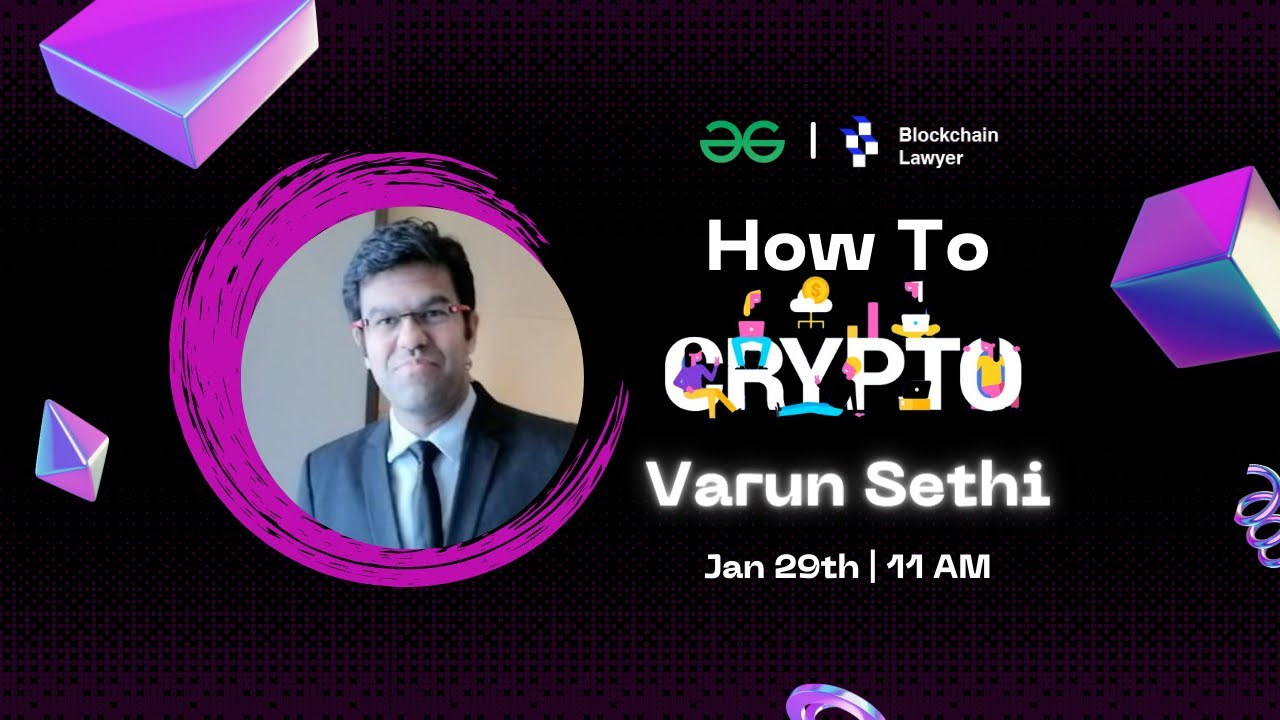 Blockchain
Lawyer
How To
CRYPTO
Varun Sethi
Jan 29th | 11 AM